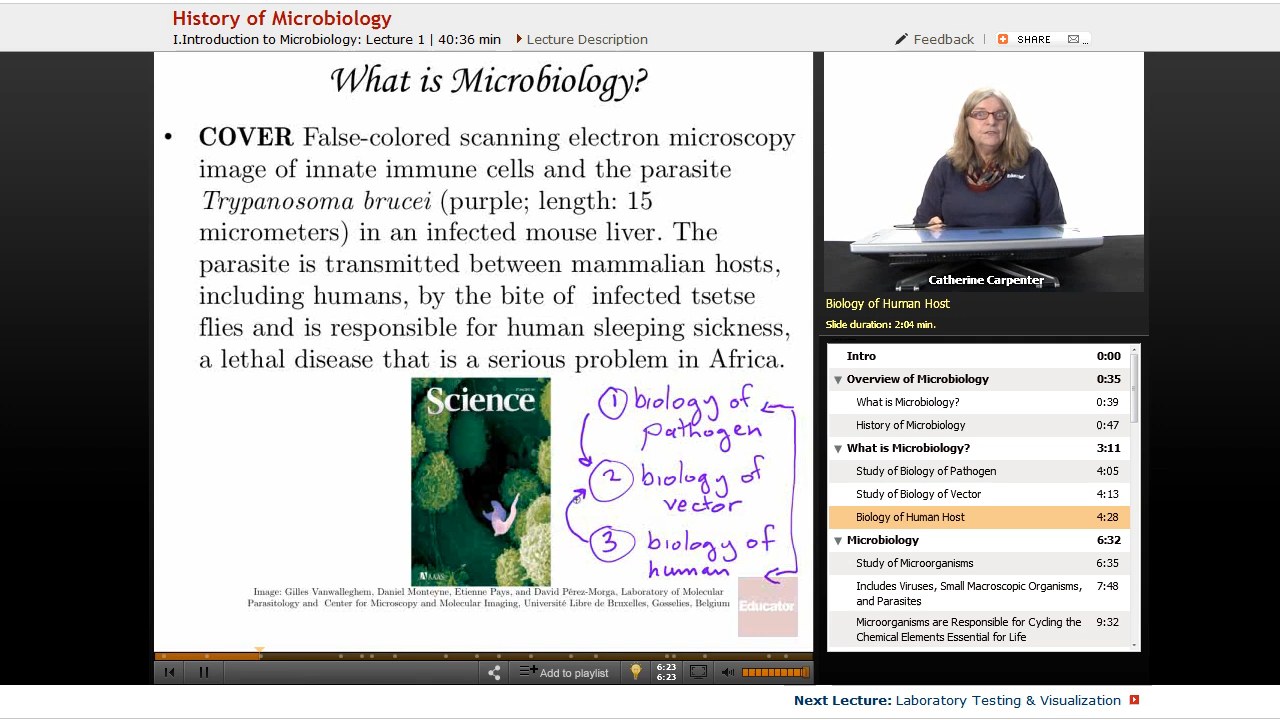 History of Microbiology
I.Introduction to Microbiology: Lecture 1 | 40:36 min
Lecture Description
Feedback
SHARE
What is Microbiology?
• COVER False-colored scanning electron microscopy
image of innate immune cells and the parasite
Trypanosoma brucei (purple; length: 15
micrometers) in an infected mouse liver. The
parasite is transmitted between mammalian hosts,
including humans, by the bite of infected tsetse
flies and is responsible for human sleeping sickness,
a lethal disease that is a serious problem in Africa.
Science
AAAS
1 biology of
pathogen
2 biology of
vector
3 biology of
human
Image: Gilles Vanwalleghem, Daniel Monteyne, Etienne Pays, and David Pérez-Morga, Laboratory of Molecular
Parasitology and Center for Microscopy and Molecular Imaging, Université Libre de Bruxelles, Gosselies, Belgium
Educator
Add to playlist
6:23
6:23
Educator
Catherine Carpenter
Biology of Human Host
Slide duration: 2:04 min.
Intro 0:00
Overview of Microbiology 0:35
What is Microbiology? 0:39
History of Microbiology 0:47
What is Microbiology? 3:11
Study of Biology of Pathogen 4:05
Study of Biology of Vector 4:13
Biology of Human Host 4:28
Microbiology 6:32
Study of Microorganisms 6:35
Includes Viruses, Small Macroscopic Organisms, 7:48
and Parasites
Microorganisms are Responsible for Cycling the 9:32
Chemical Elements Essential for Life
Next Lecture: Laboratory Testing & Visualization